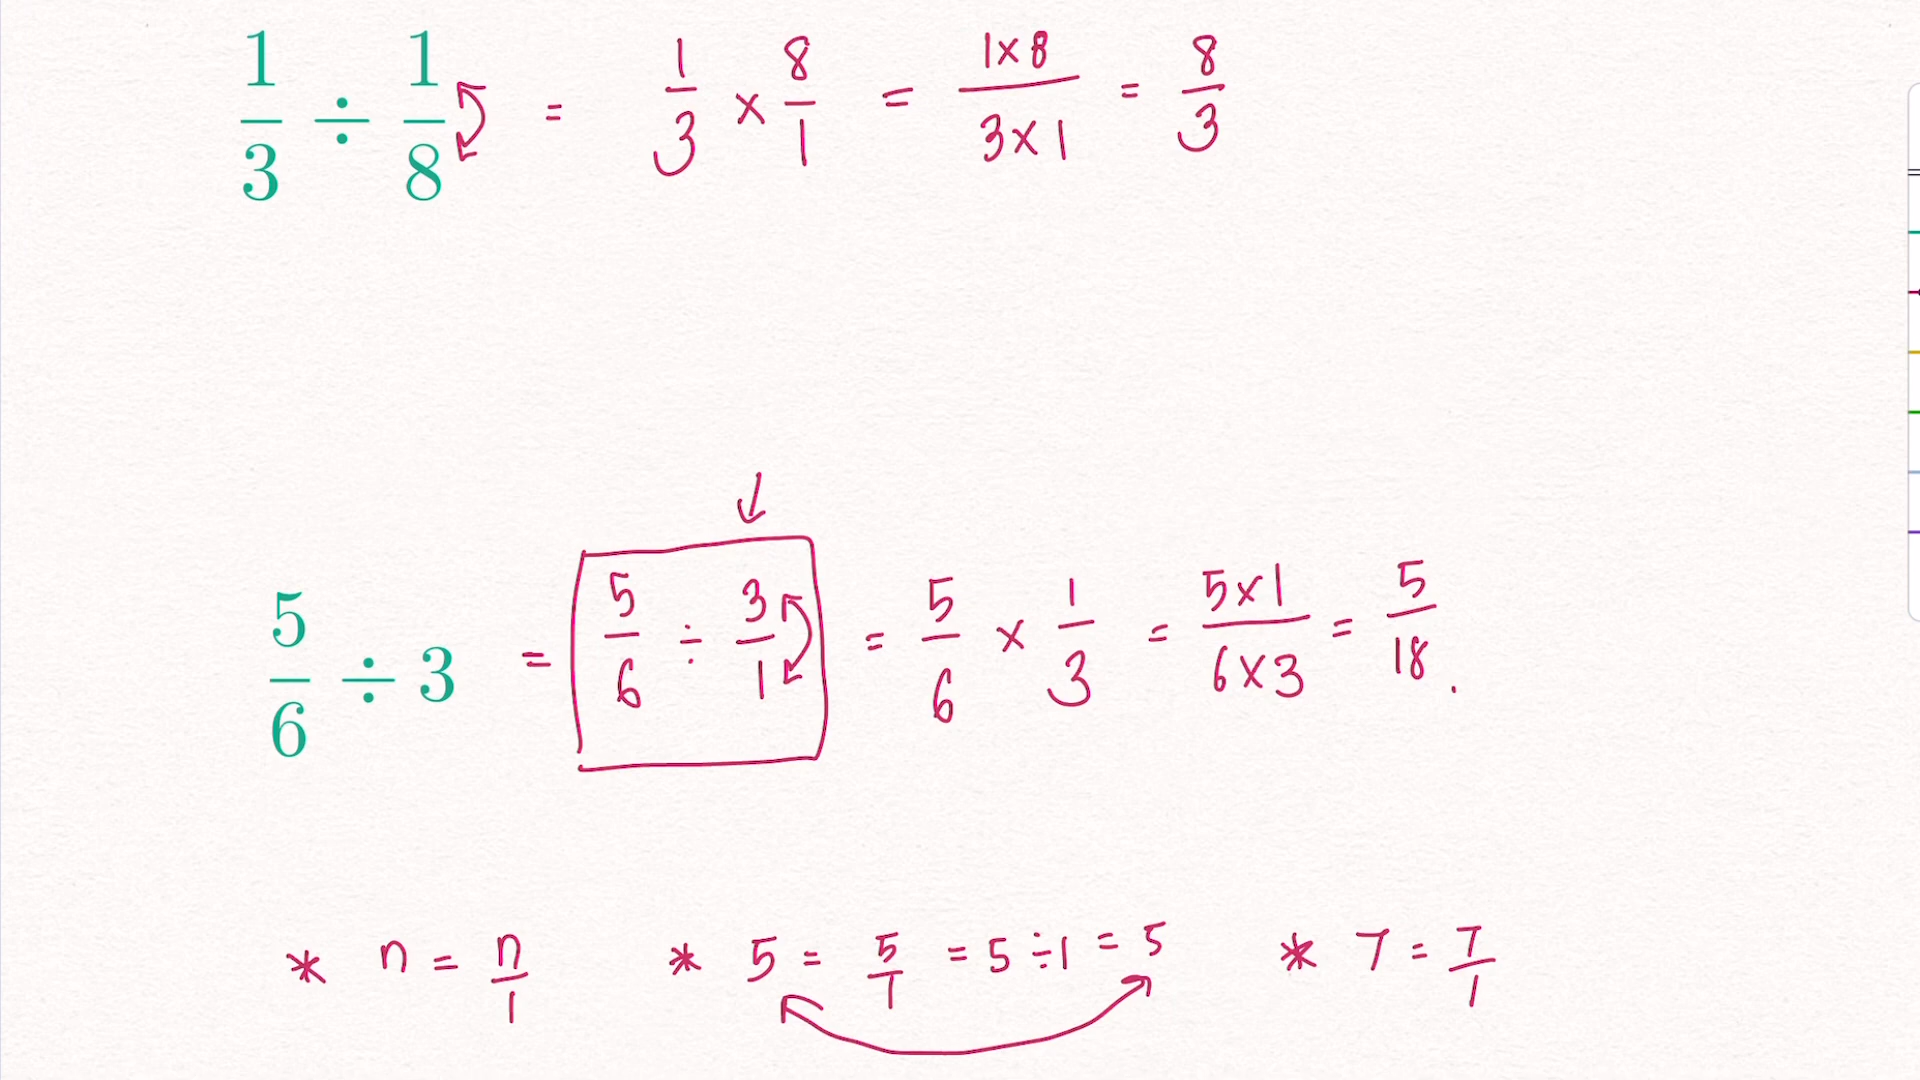 1/3 ÷ 1/8 = 1/3 × 8/1 = 1×8/3×1 = 8/3
5/6 ÷ 3 = 5/6 ÷ 3/1 = 5/6 × 1/3 = 5×1/6×3 = 5/18.
* n = n/1 * 5 = 5/1 = 5÷1 = 5 * 7 = 7/1